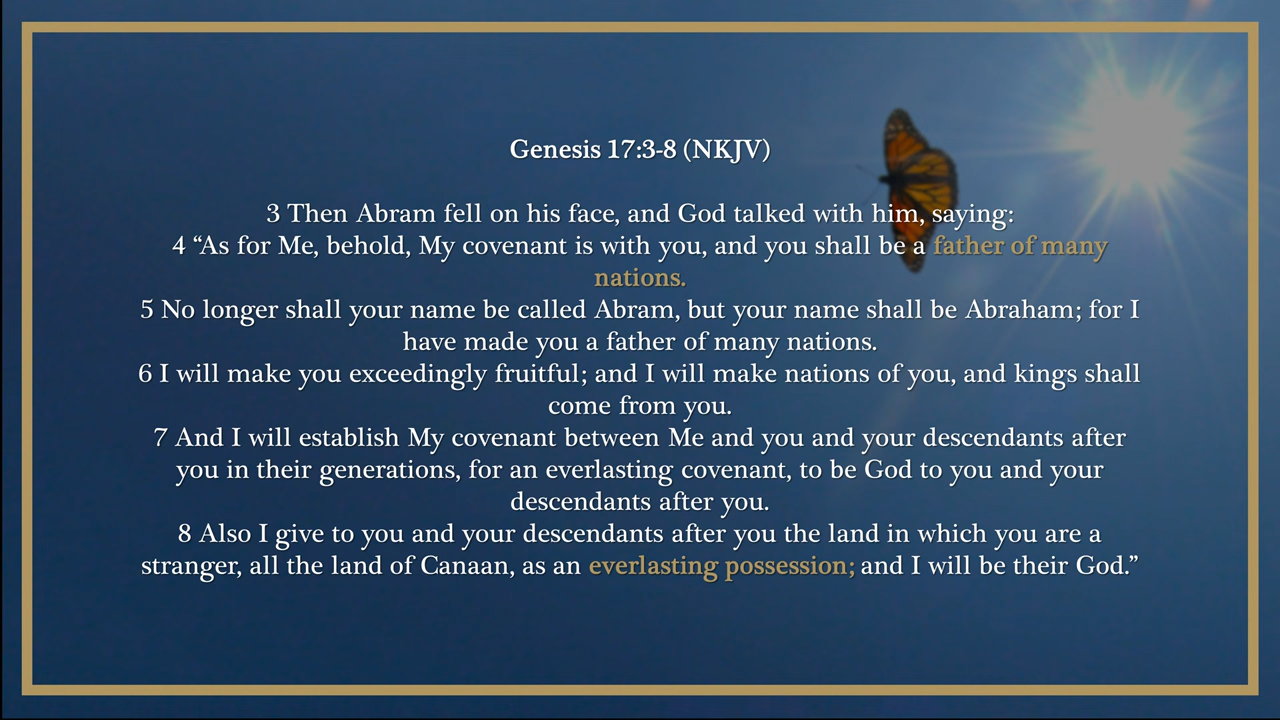 Genesis 17:3-8 (NKJV)
3 Then Abram fell on his face, and God talked with him, saying:
4 “As for Me, behold, My covenant is with you, and you shall be a father of many
nations.
5 No longer shall your name be called Abram, but your name shall be Abraham; for I
have made you a father of many nations.
6 I will make you exceedingly fruitful; and I will make nations of you, and kings shall
come from you.
7 And I will establish My covenant between Me and you and your descendants after
you in their generations, for an everlasting covenant, to be God to you and your
descendants after you.
8 Also I give to you and your descendants after you the land in which you are a
stranger, all the land of Canaan, as an everlasting possession; and I will be their God.”